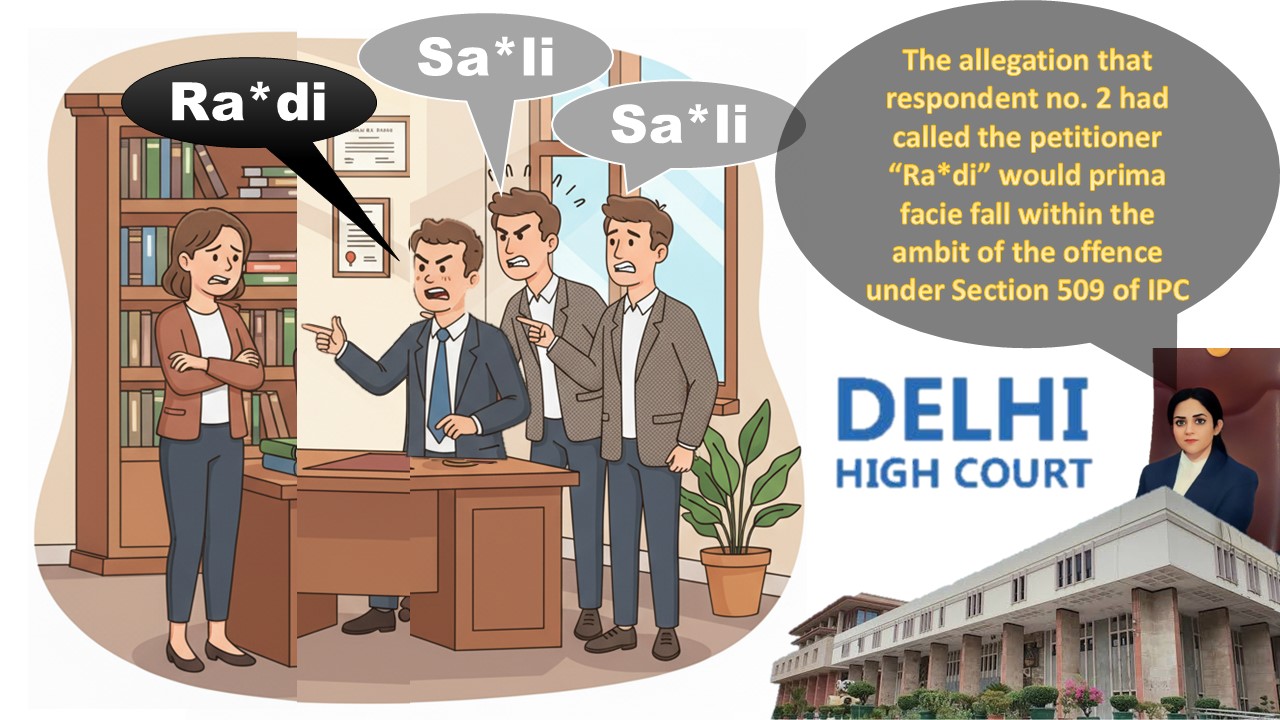 Ra*di
Sa*li
Sa*li
The allegation that
respondent no. 2 had
called the petitioner
“Ra*di” would prima
facie fall within the
ambit of the offence
under Section 509 of IPC
DELHI
HIGH COURT